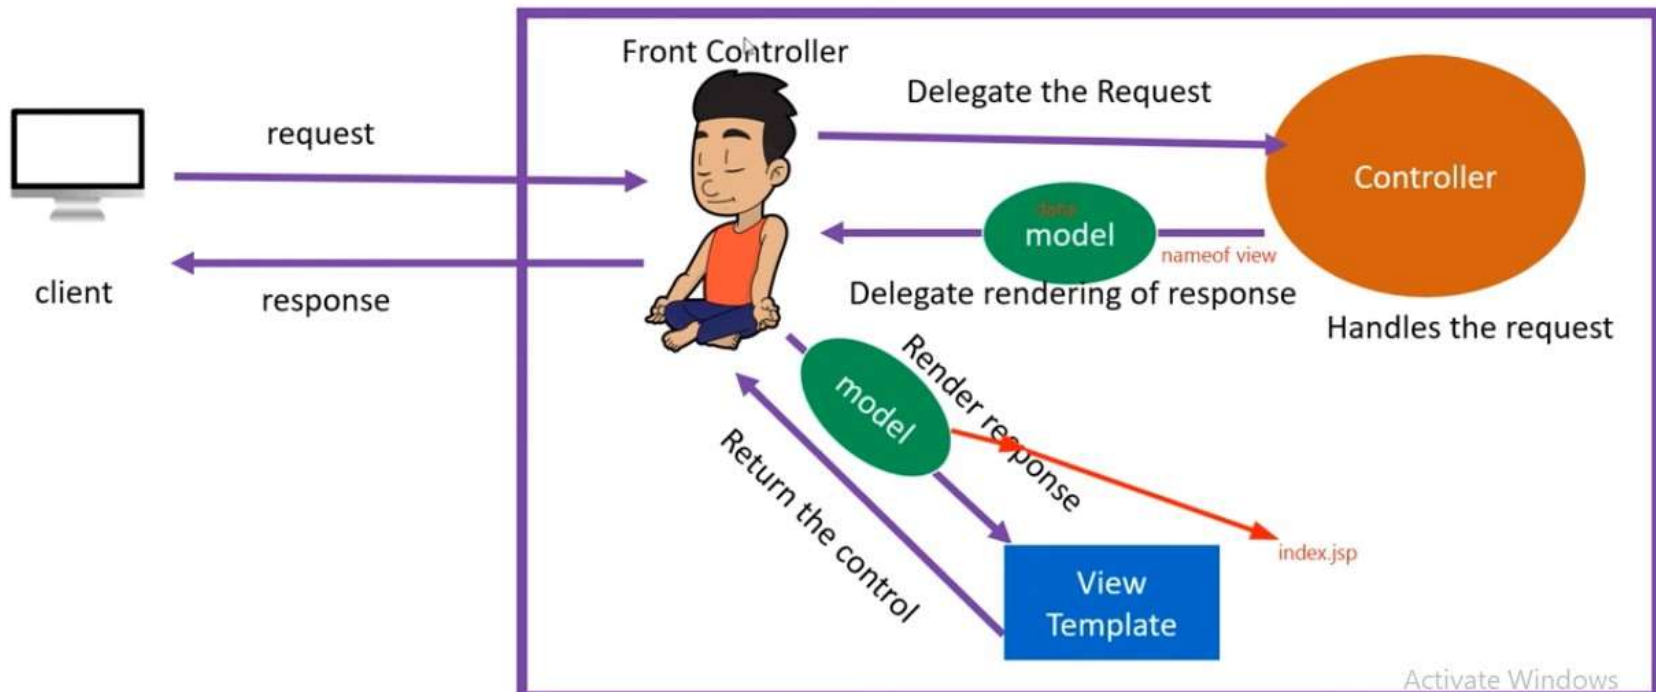 Front Controller
Delegate the Request
request
Controller
data
model
nameof view
client
response
Delegate rendering of response
Handles the request
Render response
model
Return the control
index.jsp
View
Template
Activate Windows